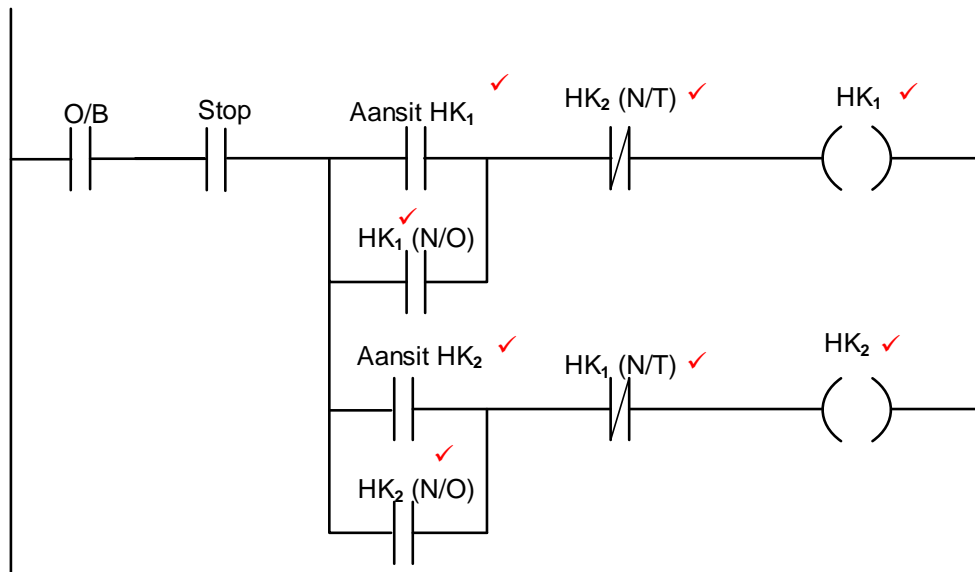 O/B
Stop
Aansit HK₁
HK₂ (N/T)
HK₁
HK₁ (N/O)
Aansit HK₂
HK₁ (N/T)
HK₂
HK₂ (N/O)